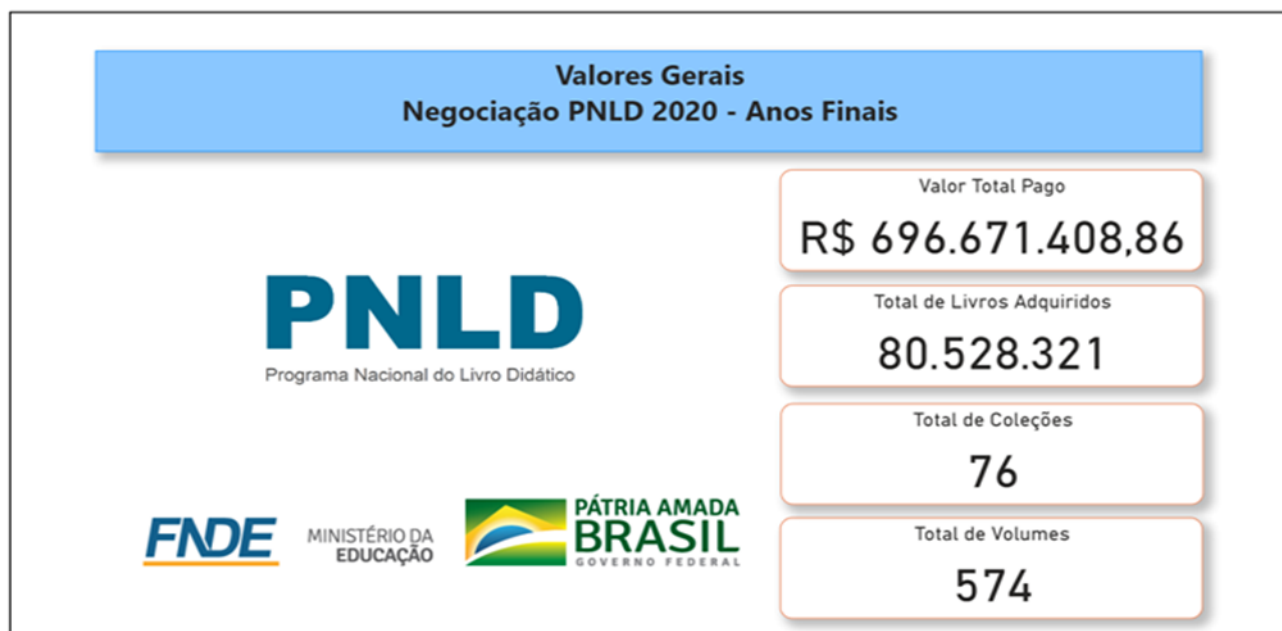 Valores Gerais
Negociação PNLD 2020 - Anos Finais
Valor Total Pago
R$ 696.671.408,86
Total de Livros Adquiridos
80.528.321
Total de Coleções
76
Total de Volumes
574
PNLD
Programa Nacional do Livro Didático
FNDE
MINISTÉRIO DA
EDUCAÇÃO
PÁTRIA AMADA
BRASIL
GOVERNO FEDERAL